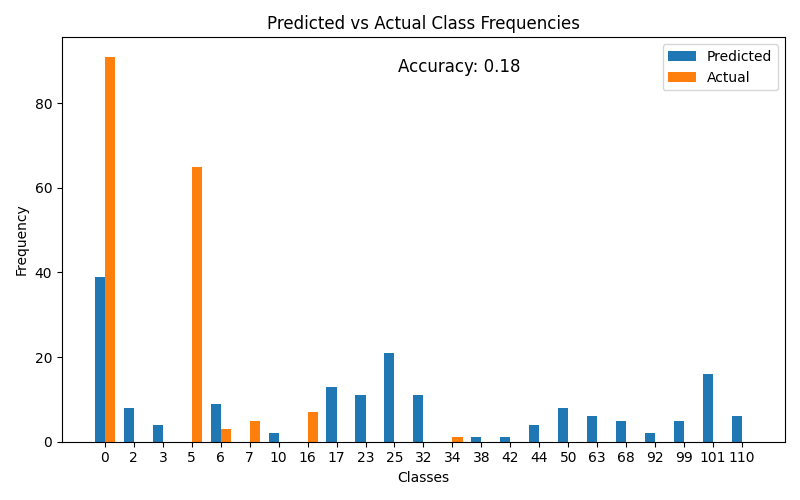 Predicted vs Actual Class Frequencies
Accuracy: 0.18
Predicted
Actual
Frequency
80
60
40
20
0
0 2 3 5 6 7 10 16 17 23 25 32 34 38 42 44 50 63 68 92 99 101 110
Classes